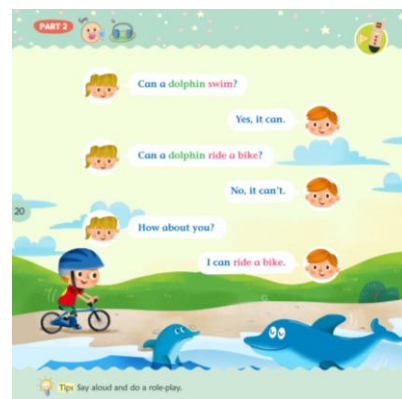 PART 2
Can a dolphin swim?
Yes, it can.
Can a dolphin ride a bike?
No, it can't.
20
How about you?
I can ride a bike.
Tips Say aloud and do a role-play.